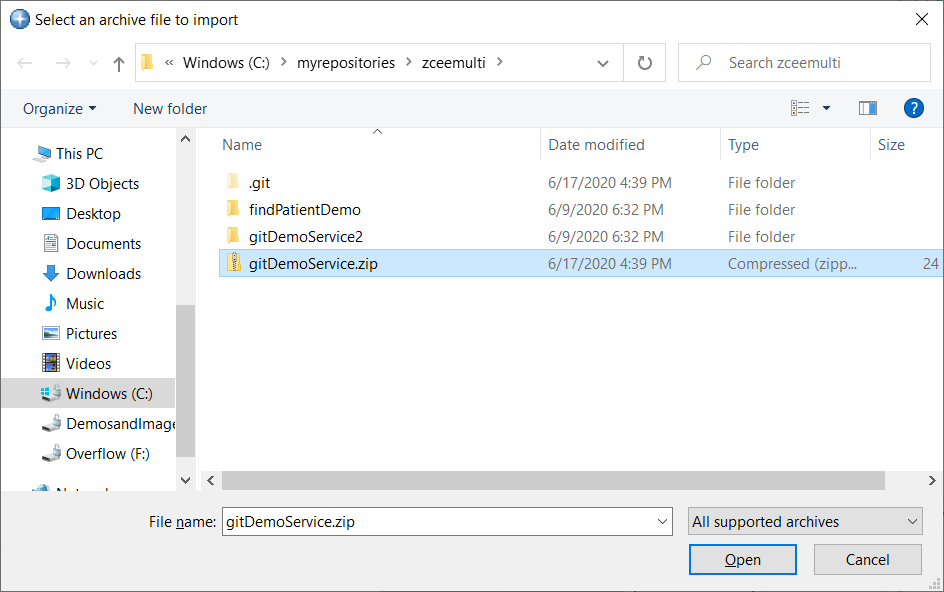 Select an archive file to import
« Windows (C:) > myrepositories > zceemulti >
Search zceemulti
Organize
New folder
?
This PC
3D Objects
Desktop
Documents
Downloads
Music
Pictures
Videos
Windows (C:)
DemosandImage
Overflow (F:)
Name Date modified Type Size
.git 6/17/2020 4:39 PM File folder
findPatientDemo 6/9/2020 6:32 PM File folder
gitDemoService2 6/9/2020 6:32 PM File folder
gitDemoService.zip 6/17/2020 4:39 PM Compressed (zipp... 24
File name: gitDemoService.zip
All supported archives
Open
Cancel